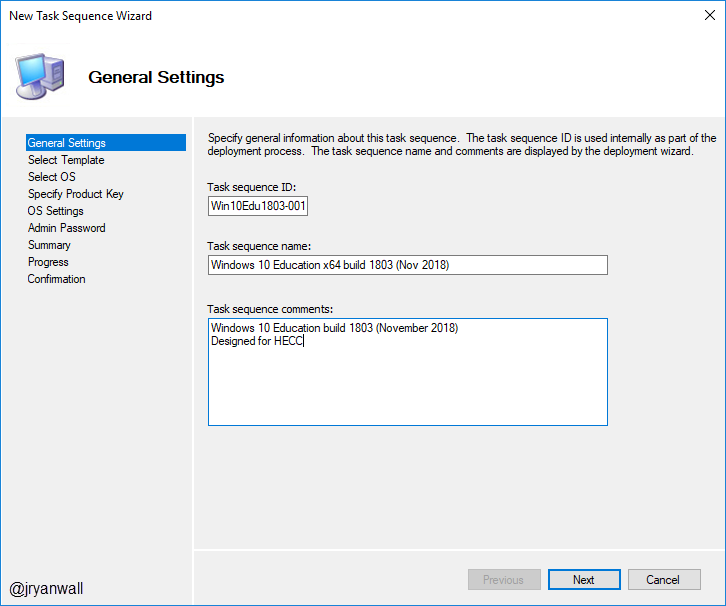 New Task Sequence Wizard
General Settings
General Settings
Select Template
Select OS
Specify Product Key
OS Settings
Admin Password
Summary
Progress
Confirmation
Specify general information about this task sequence. The task sequence ID is used internally as part of the
deployment process. The task sequence name and comments are displayed by the deployment wizard.
Task sequence ID:
Win10Edu1803-001
Task sequence name:
Windows 10 Education x64 build 1803 (Nov 2018)
Task sequence comments:
Windows 10 Education build 1803 (November 2018)
Designed for HECC
Previous
Next
Cancel
@jryanwall